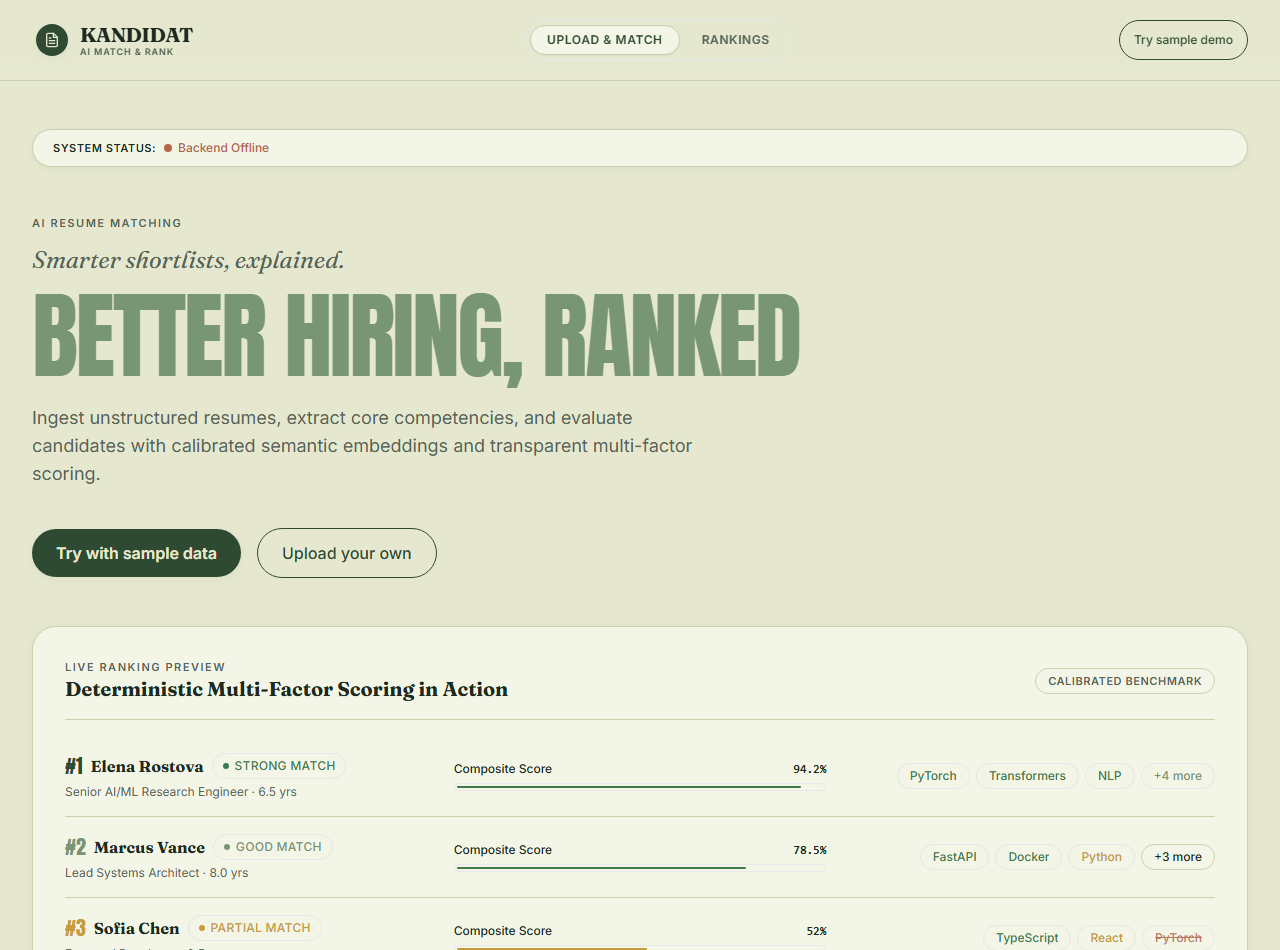 KANDIDAT
AI MATCH & RANK
UPLOAD & MATCH
RANKINGS
Try sample demo
SYSTEM STATUS: Backend Offline
AI RESUME MATCHING
Smarter shortlists, explained.
BETTER HIRING, RANKED
Ingest unstructured resumes, extract core competencies, and evaluate
candidates with calibrated semantic embeddings and transparent multi-factor
scoring.
Try with sample data
Upload your own
LIVE RANKING PREVIEW
Deterministic Multi-Factor Scoring in Action
CALIBRATED BENCHMARK
#1 Elena Rostova STRONG MATCH
Senior AI/ML Research Engineer · 6.5 yrs
Composite Score 94.2%
PyTorch Transformers NLP +4 more
#2 Marcus Vance GOOD MATCH
Lead Systems Architect · 8.0 yrs
Composite Score 78.5%
FastAPI Docker Python +3 more
#3 Sofia Chen PARTIAL MATCH
Composite Score 52%
TypeScript React PyTorch